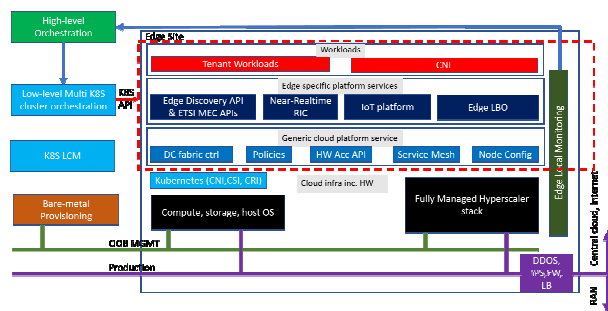 High-level
Orchestration
Edge Site
Workloads
Tenant Workloads
CNI
Low-level Multi K8S
cluster orchestration
K8S
API
Edge specific platform services
Edge Discovery API
& ETSI MEC APIs
Near-Realtime
RIC
IoT platform
Edge LBO
Generic cloud platform service
DC fabric ctrl
Policies
HW Acc API
Service Mesh
Node Config
Edge Local Monitoring
K8S LCM
Kubernetes (CNI,CSI, CRI)
Cloud infra inc. HW
Bare-metal
Provisioning
Compute, storage, host OS
Fully Managed Hyperscaler
stack
Central cloud, Internet
OOB MGMT
Production
DDOS,
IPS,FW,
LB
RAN